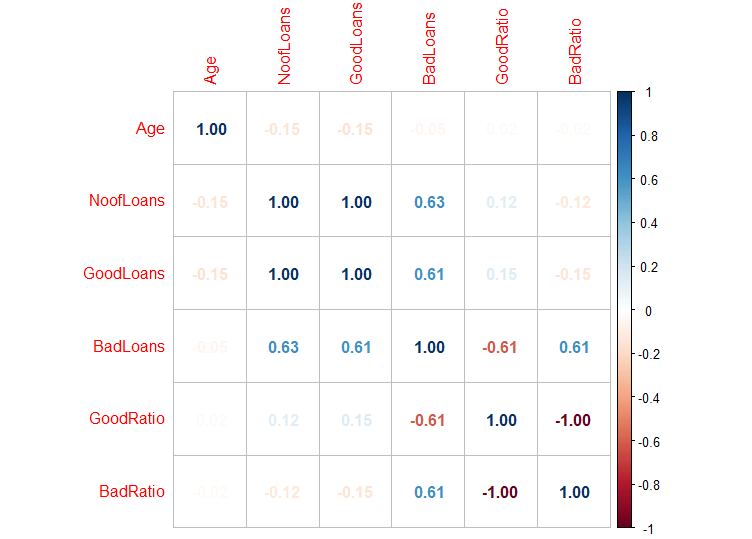 Age NoofLoans GoodLoans BadLoans GoodRatio BadRatio
1
Age 1.00 -0.15 -0.15 -0.05 0.02 -0.02
0.8
NoofLoans -0.15 1.00 1.00 0.63 0.12 -0.12
0.6
0.4
GoodLoans -0.15 1.00 1.00 0.61 0.15 -0.15
0.2
0
BadLoans -0.05 0.63 0.61 1.00 -0.61 0.61
-0.2
-0.4
GoodRatio 0.02 0.12 0.15 -0.61 1.00 -1.00
-0.6
-0.8
BadRatio -0.02 -0.12 -0.15 0.61 -1.00 1.00
-1